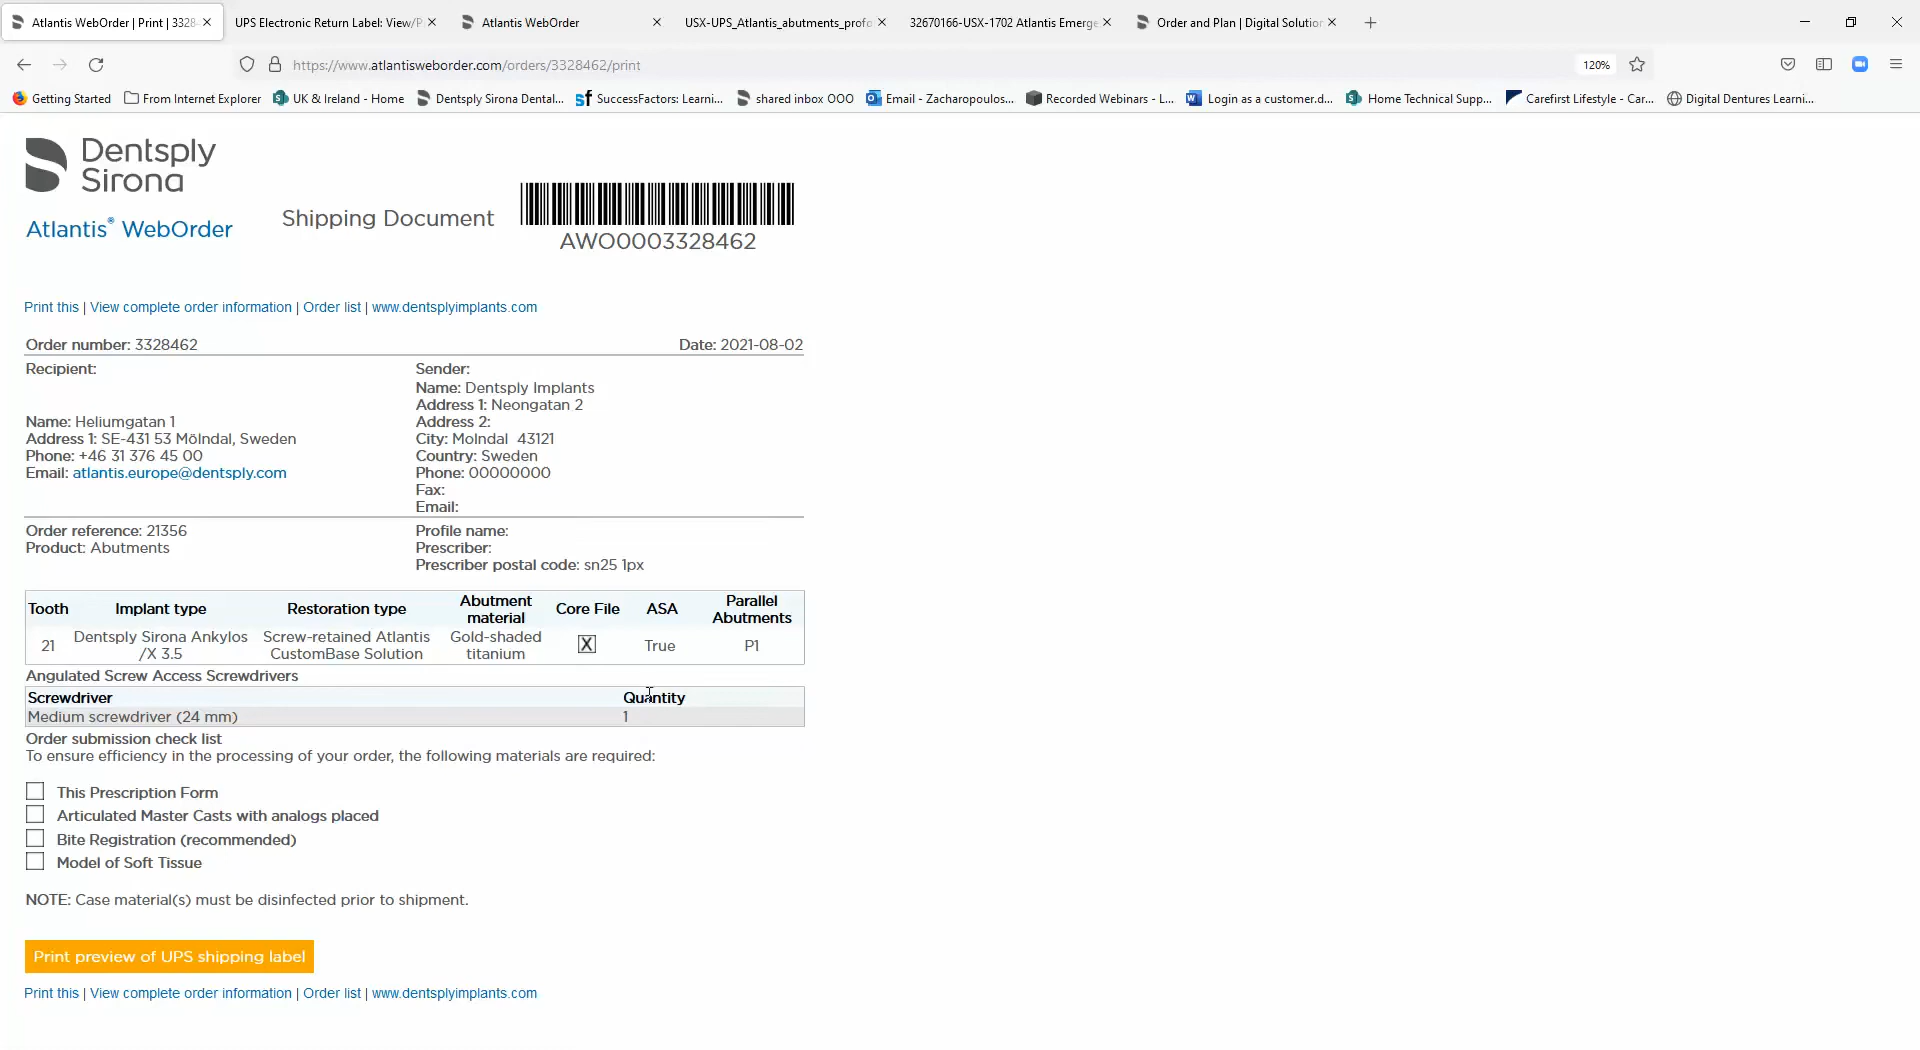 Atlantis WebOrder | Print | 3328
UPS Electronic Return Label: View/P
Atlantis WebOrder
USX-UPS_Atlantis_abutments_profo
32670166-USX-1702 Atlantis Emerge
Order and Plan | Digital Solution
https://www.atlantisweborder.com/orders/3328462/print
120%
Getting Started
From Internet Explorer
UK & Ireland - Home
Dentsply Sirona Dental...
SuccessFactors: Learni...
shared inbox OOO
Email - Zacharopoulos...
Recorded Webinars - L...
Login as a customer.d...
Home Technical Supp...
Carefirst Lifestyle - Car...
Digital Dentures Learni...
Dentsply
Sirona
Atlantis® WebOrder
Shipping Document
AWO0003328462
Print this | View complete order information | Order list | www.dentsplyimplants.com
Order number: 3328462
Date: 2021-08-02
Recipient:
Name: Heliumgatan 1
Address 1: SE-431 53 Mölndal, Sweden
Phone: +46 31 376 45 00
Email: atlantis.europe@dentsply.com
Sender:
Name: Dentsply Implants
Address 1: Neongatan 2
Address 2:
City: Molndal 43121
Country: Sweden
Phone: 00000000
Fax:
Email:
Order reference: 21356
Product: Abutments
Profile name:
Prescriber:
Prescriber postal code: sn25 1px
Tooth Implant type Restoration type Abutment material Core File ASA Parallel Abutments
21 Dentsply Sirona Ankylos /X 3.5 Screw-retained Atlantis CustomBase Solution Gold-shaded titanium X True P1
Angulated Screw Access Screwdrivers
Screwdriver Quantity
Medium screwdriver (24 mm) 1
Order submission check list
To ensure efficiency in the processing of your order, the following materials are required:
This Prescription Form
Articulated Master Casts with analogs placed
Bite Registration (recommended)
Model of Soft Tissue
NOTE: Case material(s) must be disinfected prior to shipment.
Print preview of UPS shipping label
Print this | View complete order information | Order list | www.dentsplyimplants.com